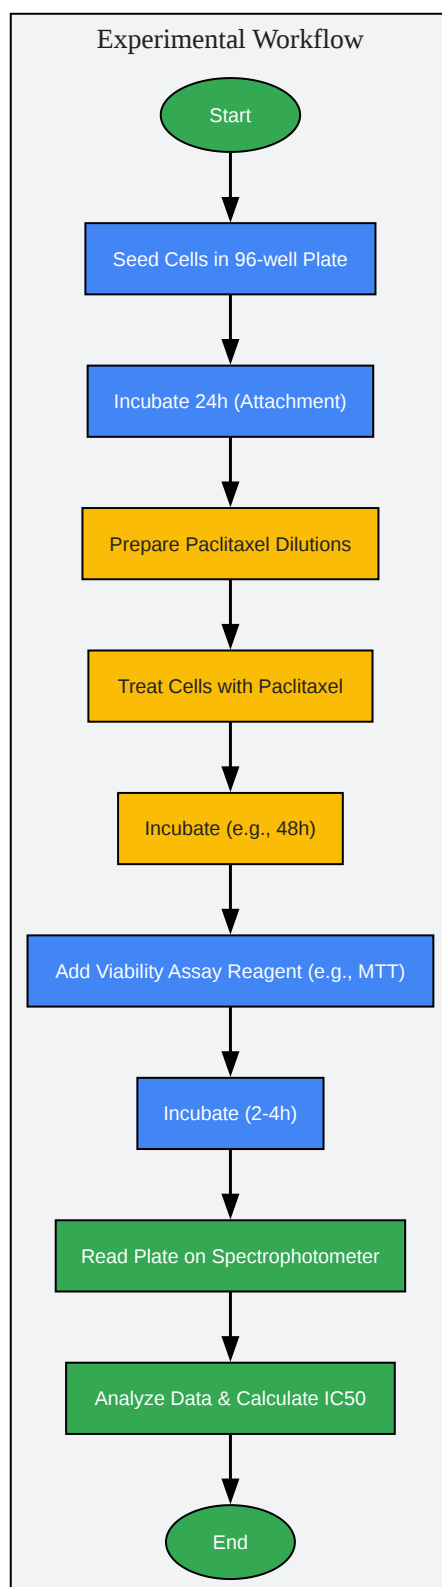 Experimental Workflow
Start
Seed Cells in 96-well Plate
Incubate 24h (Attachment)
Prepare Paclitaxel Dilutions
Treat Cells with Paclitaxel
Incubate (e.g., 48h)
Add Viability Assay Reagent (e.g., MTT)
Incubate (2-4h)
Read Plate on Spectrophotometer
Analyze Data & Calculate IC50
End